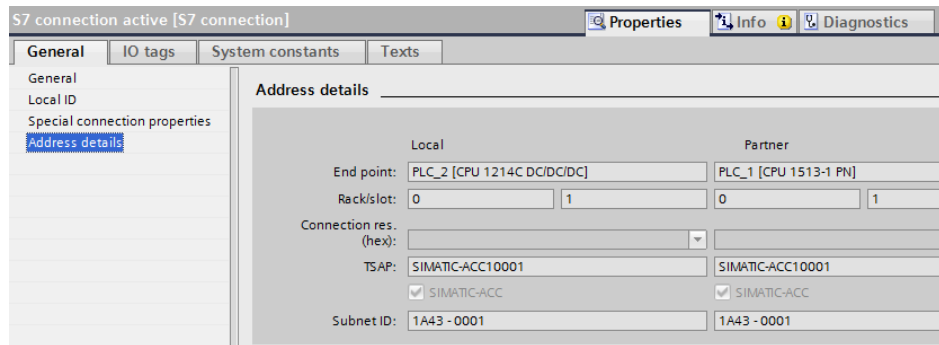 S7 connection active [S7 connection]
Properties Info Diagnostics
General IO tags System constants Texts
General
Local ID
Special connection properties
Address details
Address details
Local Partner
End point: PLC_2 [CPU 1214C DC/DC/DC] PLC_1 [CPU 1513-1 PN]
Rack/slot: 0 1 0 1
Connection res.
(hex):
TSAP: SIMATIC-ACC10001 SIMATIC-ACC10001
SIMATIC-ACC SIMATIC-ACC
Subnet ID: 1A43 - 0001 1A43 - 0001